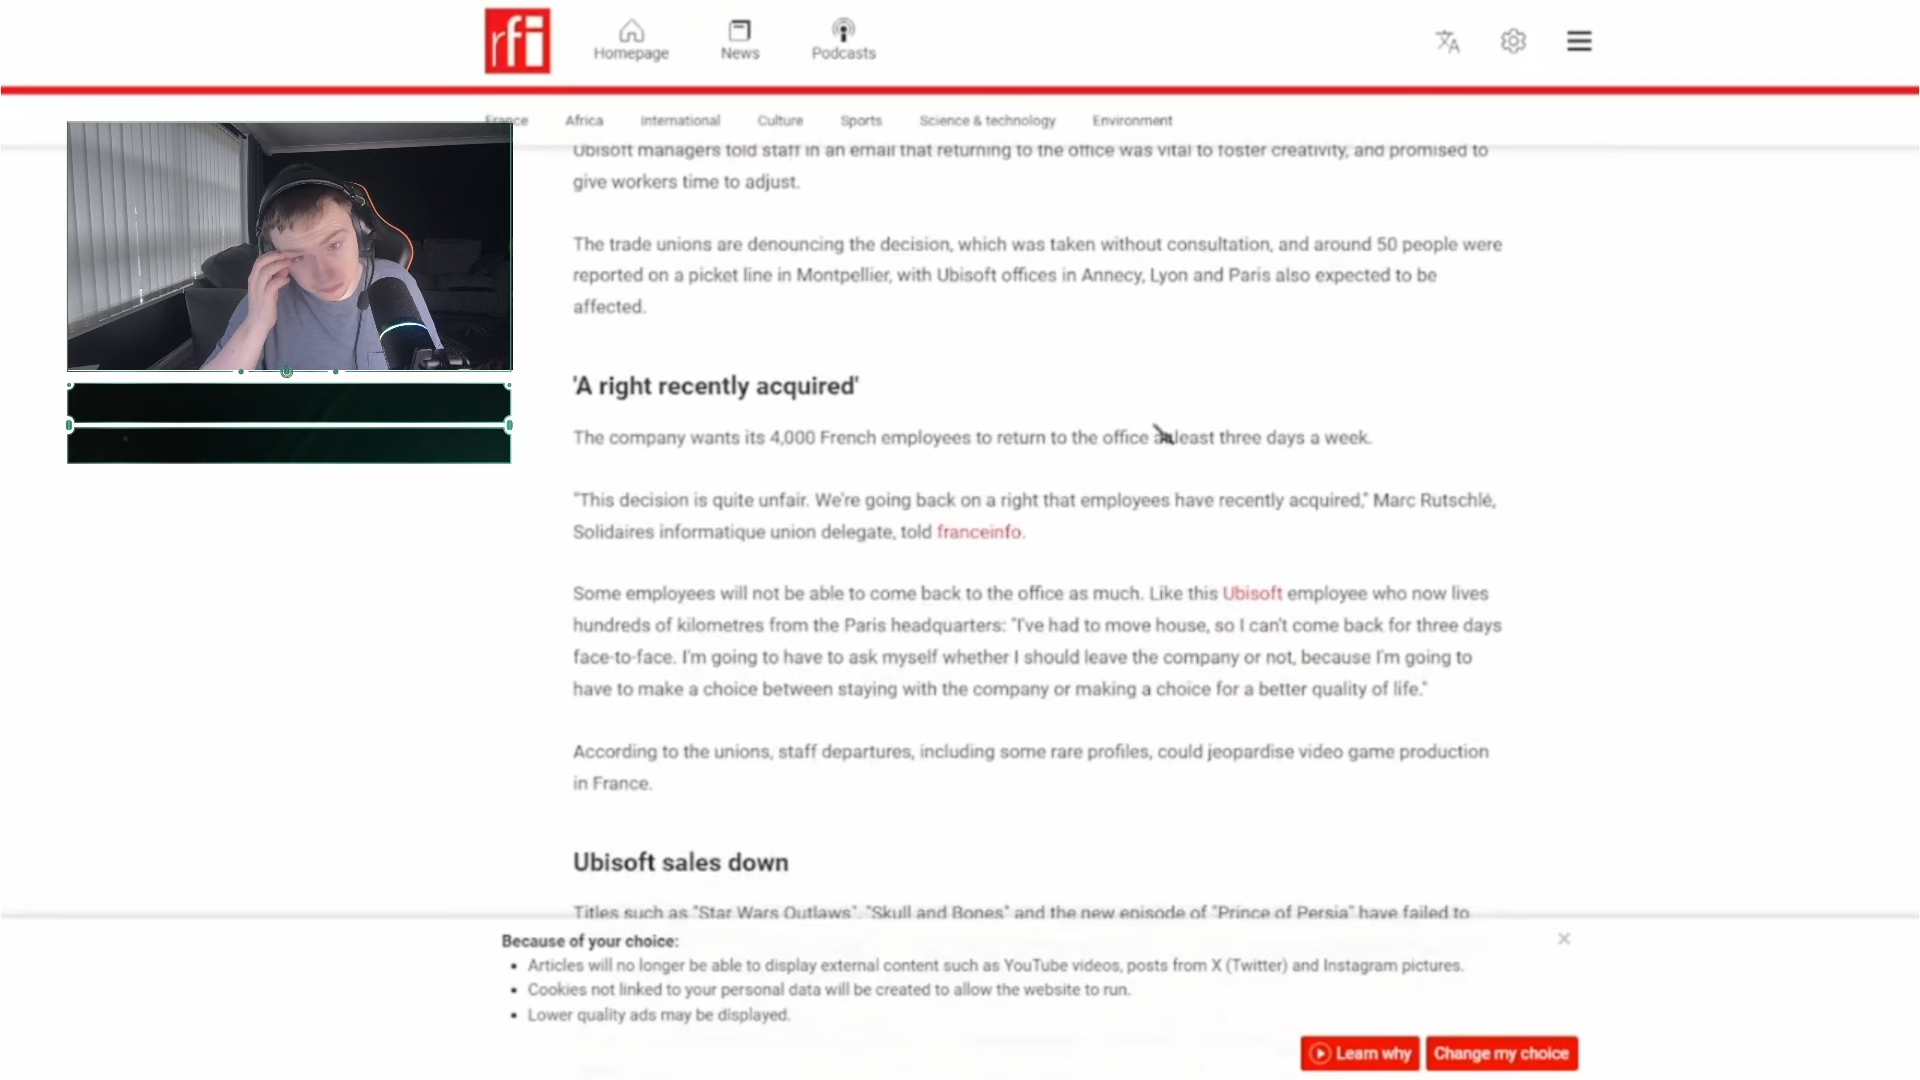 rfi
Homepage
News
Podcasts
France
Africa
International
Culture
Sports
Science & technology
Environment
Ubisoft managers told staff in an email that returning to the office was vital to foster creativity, and promised to
give workers time to adjust.
The trade unions are denouncing the decision, which was taken without consultation, and around 50 people were
reported on a picket line in Montpellier, with Ubisoft offices in Annecy, Lyon and Paris also expected to be
affected.
'A right recently acquired'
The company wants its 4,000 French employees to return to the office at least three days a week.
"This decision is quite unfair. We're going back on a right that employees have recently acquired," Marc Rutschlé,
Solidaires informatique union delegate, told franceinfo.
Some employees will not be able to come back to the office as much. Like this Ubisoft employee who now lives
hundreds of kilometres from the Paris headquarters: "I've had to move house, so I can't come back for three days
face-to-face. I'm going to have to ask myself whether I should leave the company or not, because I'm going to
have to make a choice between staying with the company or making a choice for a better quality of life."
According to the unions, staff departures, including some rare profiles, could jeopardise video game production
in France.
Ubisoft sales down
Titles such as "Star Wars Outlaws", "Skull and Bones" and the new episode of "Prince of Persia" have failed to
Because of your choice:
• Articles will no longer be able to display external content such as YouTube videos, posts from X (Twitter) and Instagram pictures.
• Cookies not linked to your personal data will be created to allow the website to run.
• Lower quality ads may be displayed.
Learn why
Change my choice